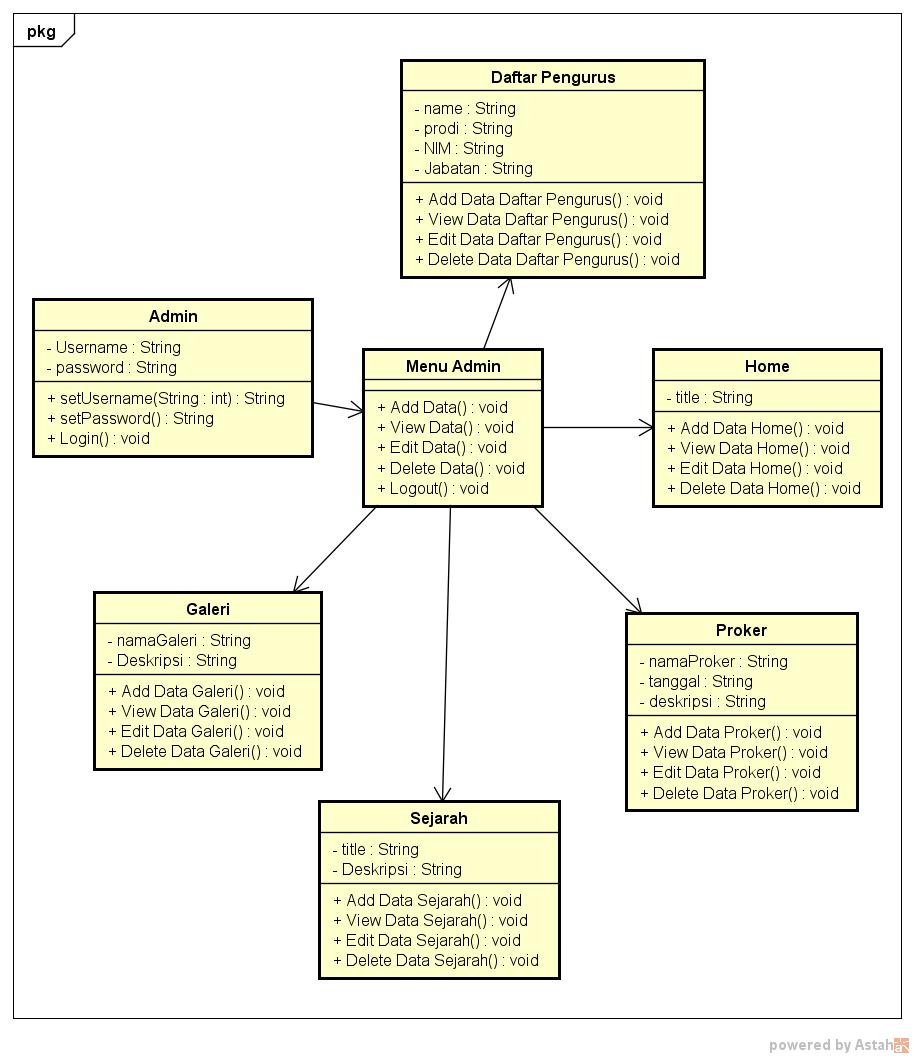 pkg
Daftar Pengurus
- name : String
- prodi : String
- NIM : String
- Jabatan : String
+ Add Data Daftar Pengurus() : void
+ View Data Daftar Pengurus() : void
+ Edit Data Daftar Pengurus() : void
+ Delete Data Daftar Pengurus() : void
Admin
- Username : String
- password : String
+ setUsername(String : int) : String
+ setPassword() : String
+ Login() : void
Menu Admin
+ Add Data() : void
+ View Data() : void
+ Edit Data() : void
+ Delete Data() : void
+ Logout() : void
Home
- title : String
+ Add Data Home() : void
+ View Data Home() : void
+ Edit Data Home() : void
+ Delete Data Home() : void
Galeri
- namaGaleri : String
- Deskripsi : String
+ Add Data Galeri() : void
+ View Data Galeri() : void
+ Edit Data Galeri() : void
+ Delete Data Galeri() : void
Proker
- namaProker : String
- tanggal : String
- deskripsi : String
+ Add Data Proker() : void
+ View Data Proker() : void
+ Edit Data Proker() : void
+ Delete Data Proker() : void
Sejarah
- title : String
- Deskripsi : String
+ Add Data Sejarah() : void
+ View Data Sejarah() : void
+ Edit Data Sejarah() : void
+ Delete Data Sejarah() : void
powered by Astah